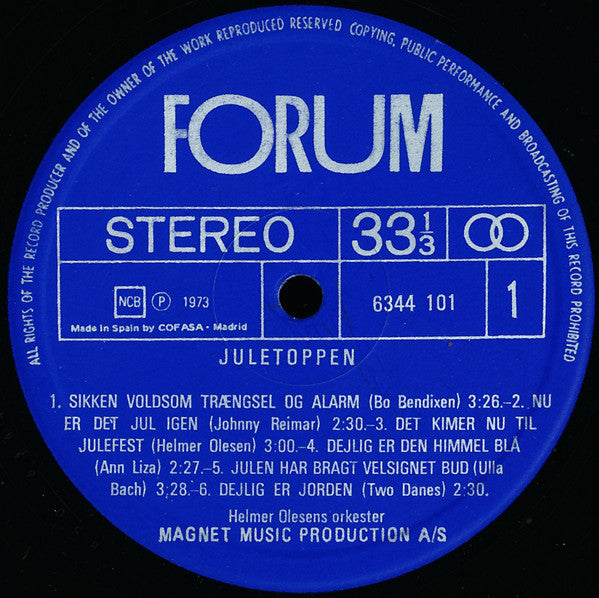 ALL RIGHTS OF THE RECORD PRODUCER AND OF THE OWNER OF THE WORK REPRODUCED RESERVED COPYING, PUBLIC PERFORMANCE AND BROADCASTING OF THIS RECORD PROHIBITED
FORUM
STEREO 33 1/3
NCB P 1973 6344 101 1
Made in Spain by COFASA - Madrid
JULETOPPEN
1. SIKKEN VOLDSOM TRÆNGSEL OG ALARM (Bo Bendixen) 3:26.-2. NU
ER DET JUL IGEN (Johnny Reimar) 2:30.-3. DET KIMER NU TIL
JULEFEST (Helmer Olesen) 3:00.-4. DEJLIG ER DEN HIMMEL BLÅ
(Ann Liza) 2:27.-5. JULEN HAR BRAGT VELSIGNET BUD (Ulla
Bach) 3;28.-6. DEJLIG ER JORDEN (Two Danes) 2:30.
Helmer Olesens orkester
MAGNET MUSIC PRODUCTION A/S